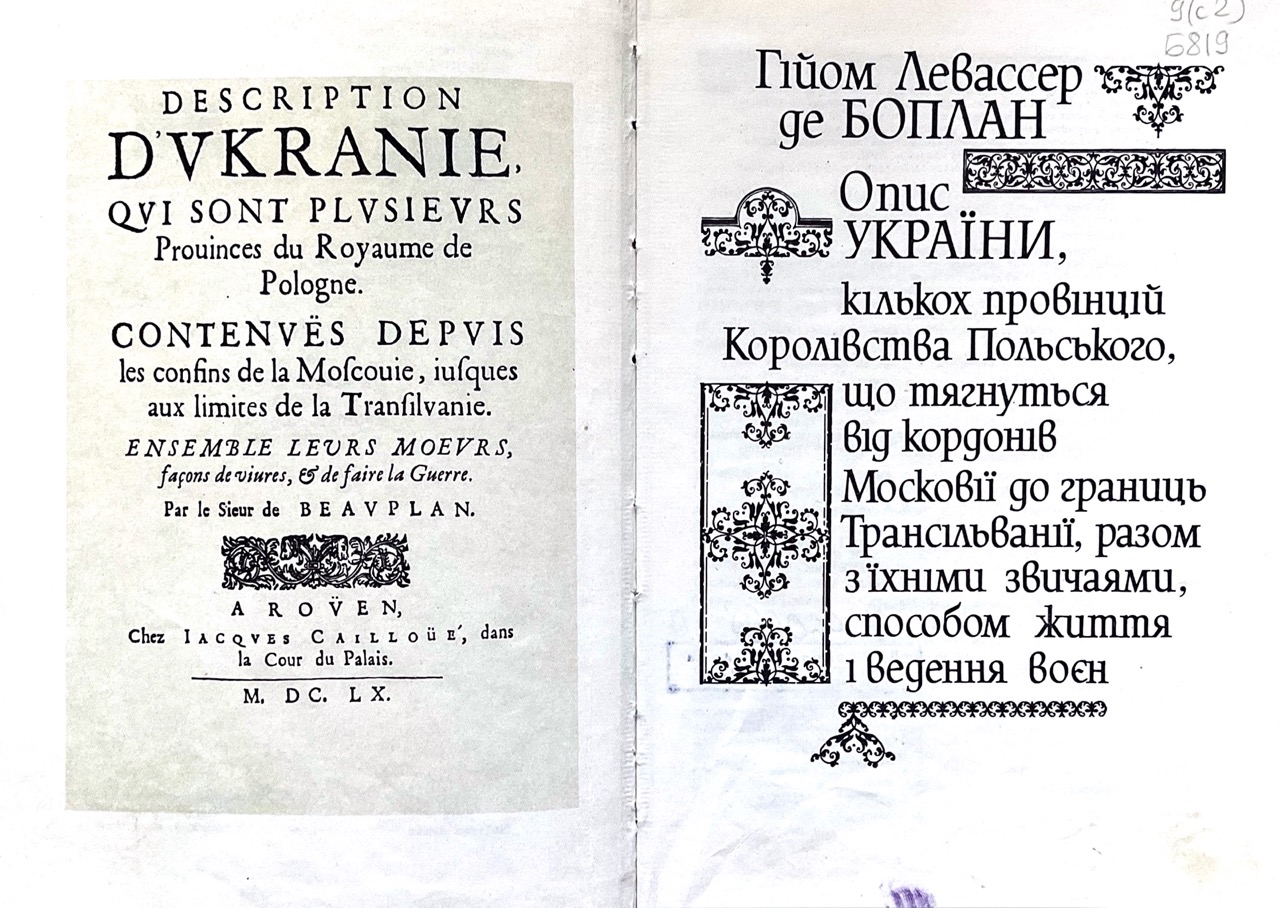 DESCRIPTION
D'VKRANIE,
QVI SONT PLVSIEVRS
Prouinces du Royaume de
Pologne.
CONTENVËS DEPVIS
les confins de la Moſcouie, iuſques
aux limites de la Tranſilvanie.
ENSEMBLE LEVRS MOEVRS,
façons de viures, & de faire la Guerre.
Par le Sieur de BEAVPLAN.
A ROÜEN,
Chez IACQVES CAILLOÜE', dans
la Cour du Palais.
M. DC. LX.
9(с2)
Б819
Гійом Левассер
де БОПЛАН
Опис
УКРАЇНИ,
кількох провінцій
Королівства Польського,
що тягнуться
від кордонів
Московії до границь
Трансільванії, разом
з їхніми звичаями,
способом життя
і ведення воєн